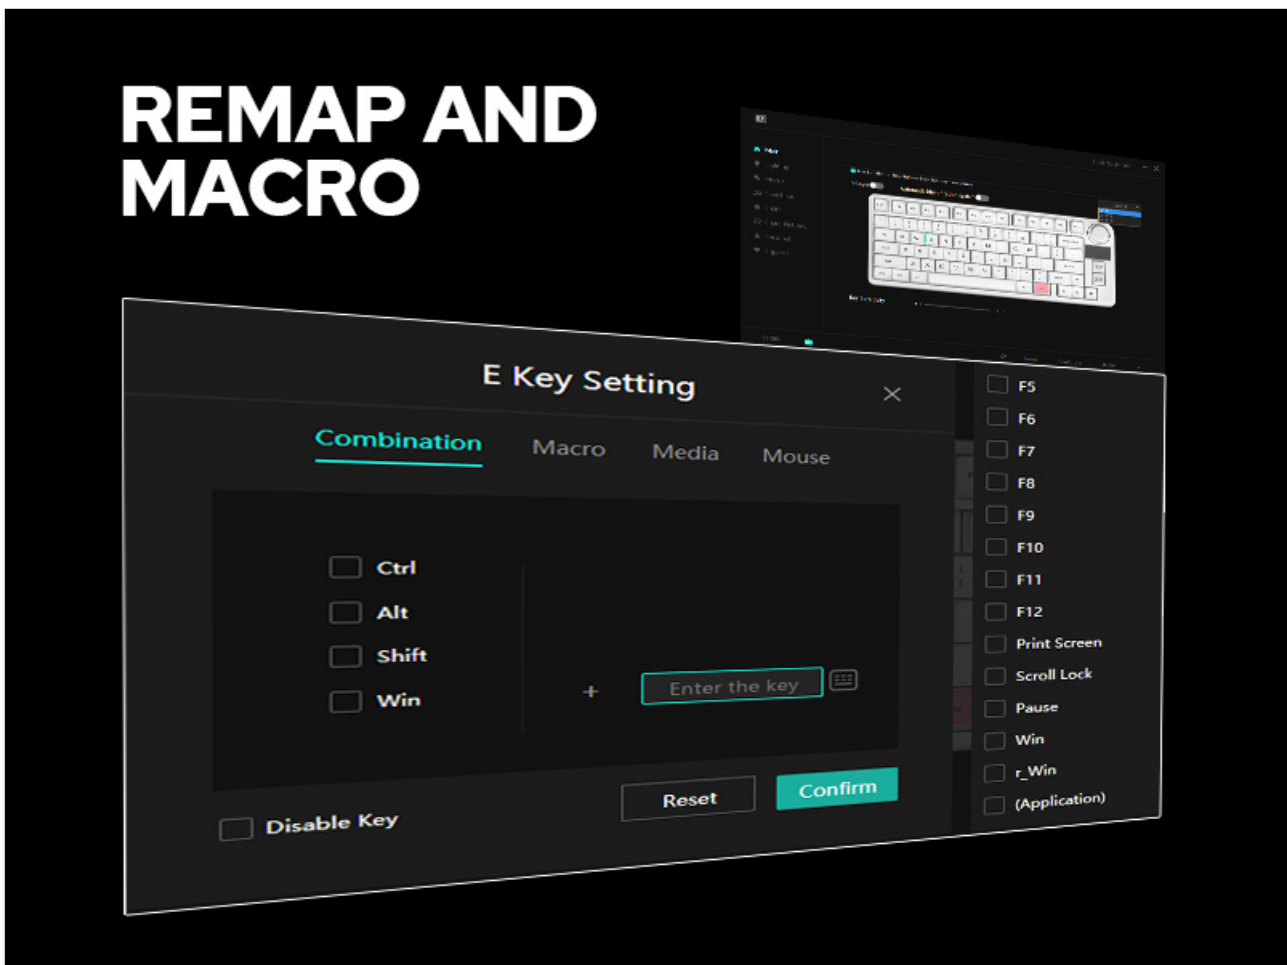 REMAP AND
MACRO
E Key Setting
Combination
Macro
Media
Mouse
Ctrl
Alt
Shift
Win
+
Enter the key
Disable Key
Reset
Confirm
F5
F6
F7
F8
F9
F10
F11
F12
Print Screen
Scroll Lock
Pause
Win
r_Win
(Application)